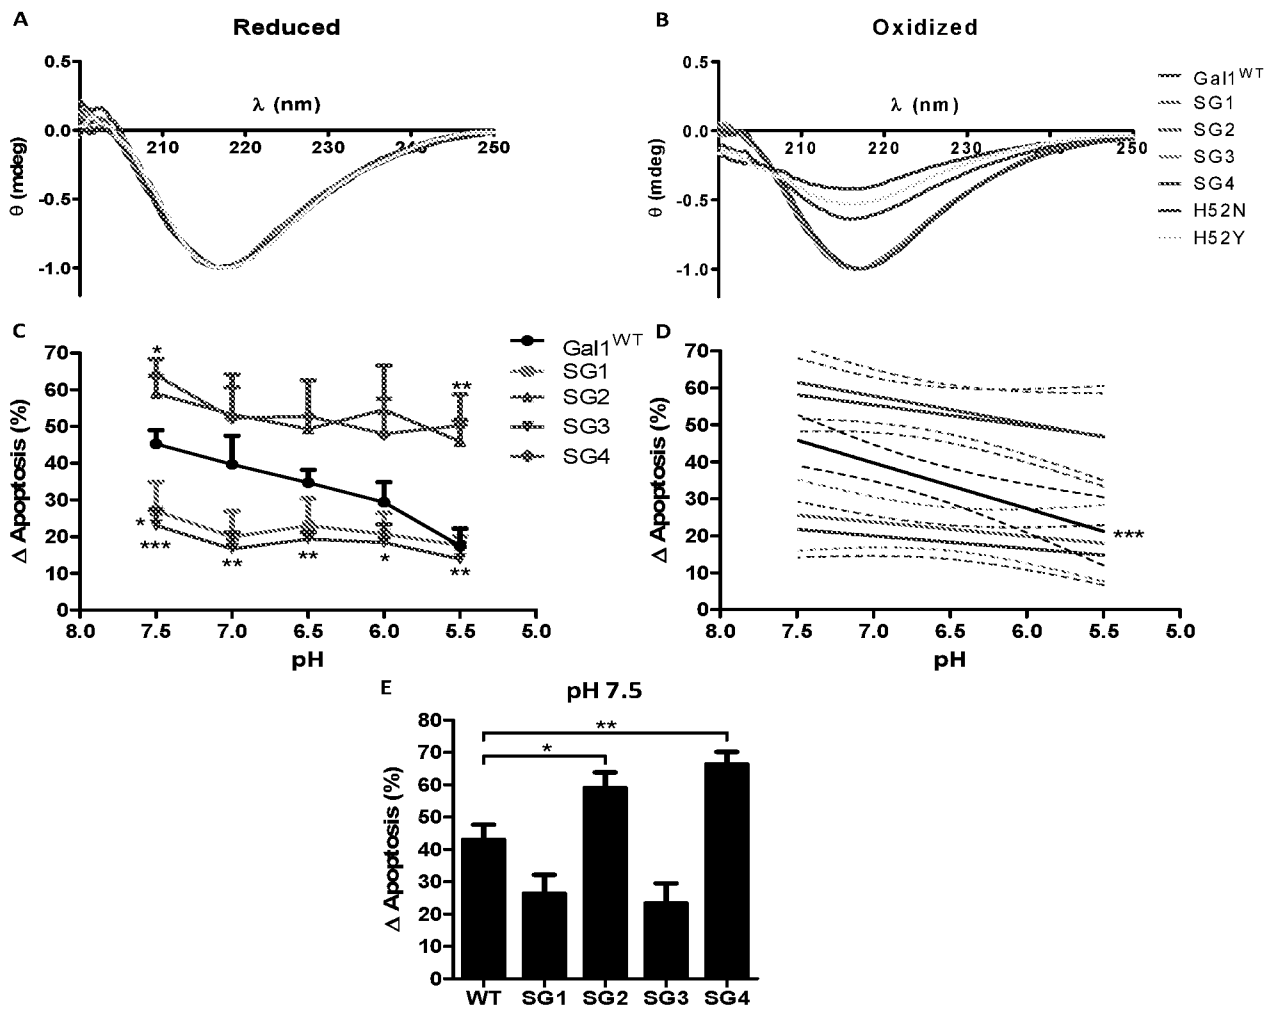 A
Reduced
B
Oxidized
0.5
0.0
-0.5
-1.0
θ (mdeg)
λ (nm)
210
220
230
240
250
0.5
0.0
-0.5
-1.0
θ (mdeg)
λ (nm)
210
220
230
250
Gal1WT
SG1
SG2
SG3
SG4
H52N
H52Y
C
Δ Apoptosis (%)
70
60
50
40
30
20
10
0
8.0
7.5
7.0
6.5
6.0
5.5
5.0
pH
*
**
*
***
**
**
*
**
Gal1WT
SG1
SG2
SG3
SG4
D
Δ Apoptosis (%)
70
60
50
40
30
20
10
0
8.0
7.5
7.0
6.5
6.0
5.5
5.0
pH
***
E
pH 7.5
Δ Apoptosis (%)
80
70
60
50
40
30
20
10
0
**
*
WT
SG1
SG2
SG3
SG4